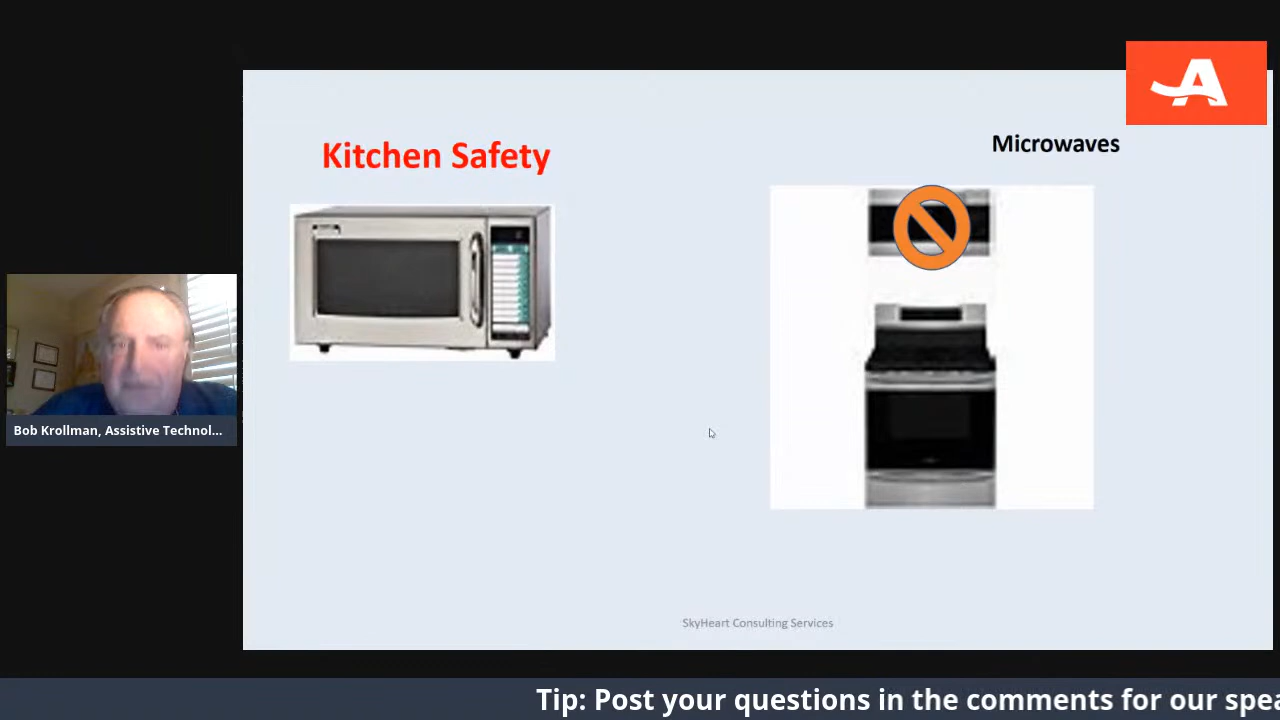 Kitchen Safety
Microwaves
Bob Krollman, Assistive Technol...
SkyHeart Consulting Services
Tip: Post your questions in the comments for our spea